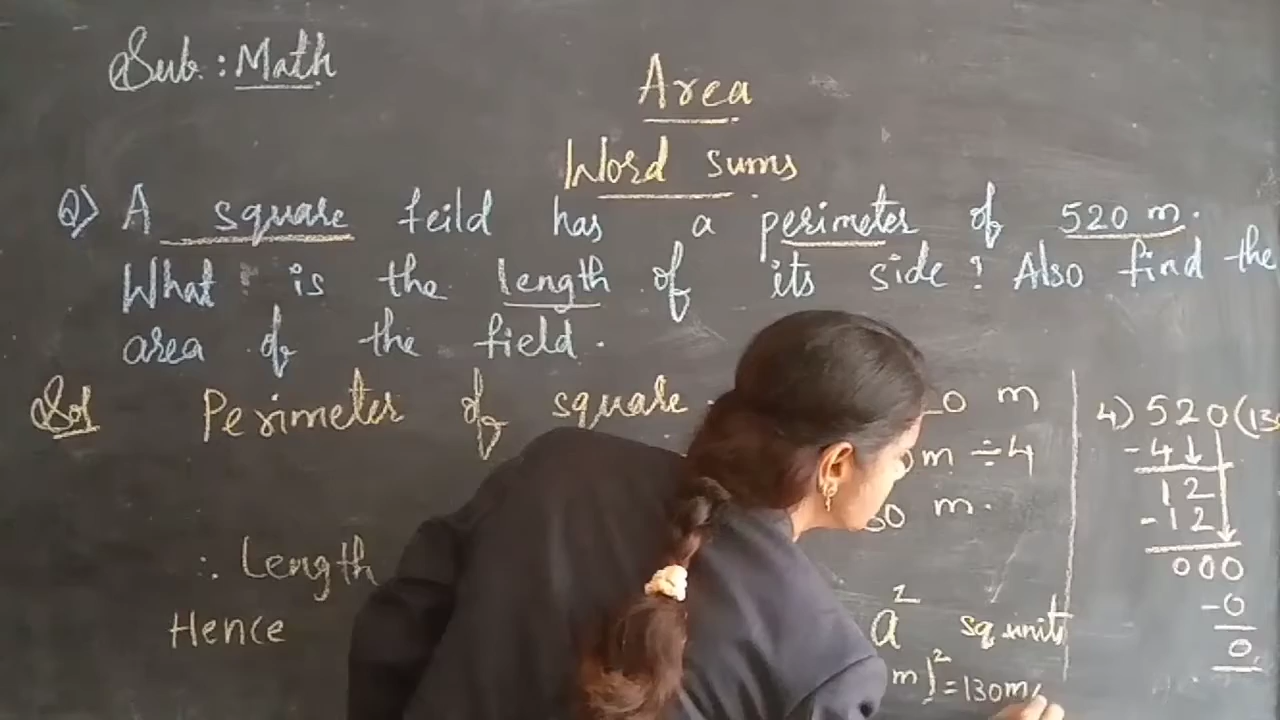 Sub : Math
Area
Word sums
Q) A square feild has a perimeter of 520 m.
What is the length of its side? Also find the
area of the field.
Sol Perimeter of square 20 m
m ÷ 4
m.
∴ Length
Hence
a² sq units
m)² = 130m
4) 520 (13
-4↓
12
-12
000
-0
0